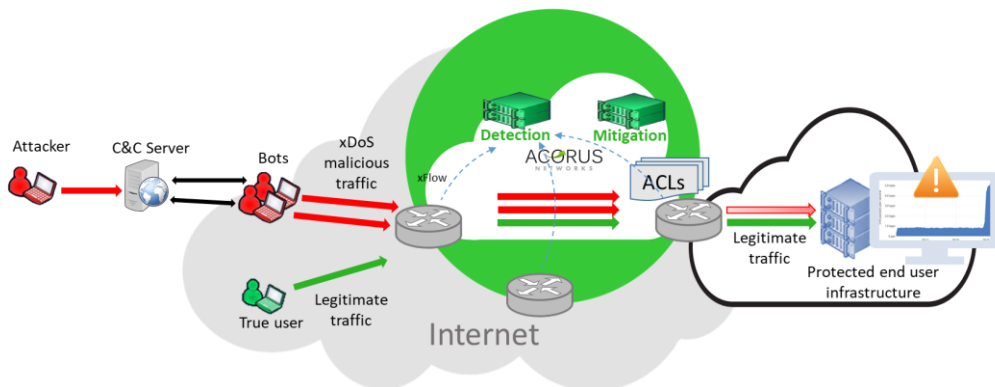 Attacker
C&C Server
Bots
xDoS
malicious
traffic
xFlow
Detection
Mitigation
ACORUS
NETWORKS
ACLs
True user
Legitimate
traffic
Internet
Legitimate
traffic
Protected end user
infrastructure